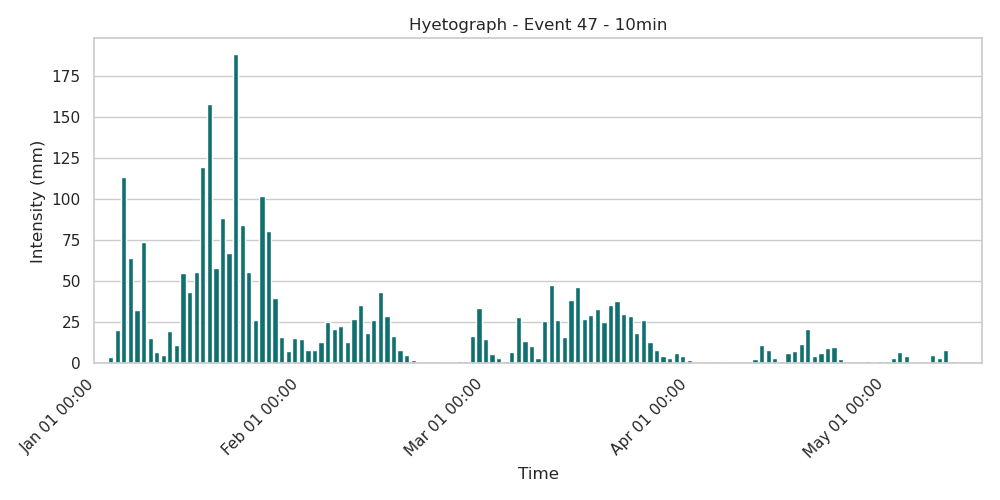 Hyetograph - Event 47 - 10min
Intensity (mm)
175
150
125
100
75
50
25
0
Jan 01 00:00
Feb 01 00:00
Mar 01 00:00
Apr 01 00:00
May 01 00:00
Time